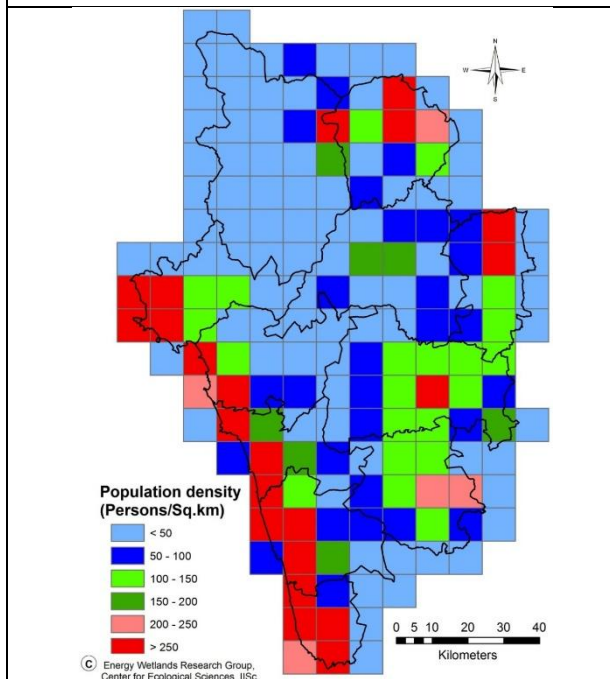 N
W E
S
Population density
(Persons/Sq.km)
< 50
50 - 100
100 - 150
150 - 200
200 - 250
> 250
0 5 10 20 30 40
Kilometers
C Energy Wetlands Research Group,
Center for Ecological Sciences, IISc